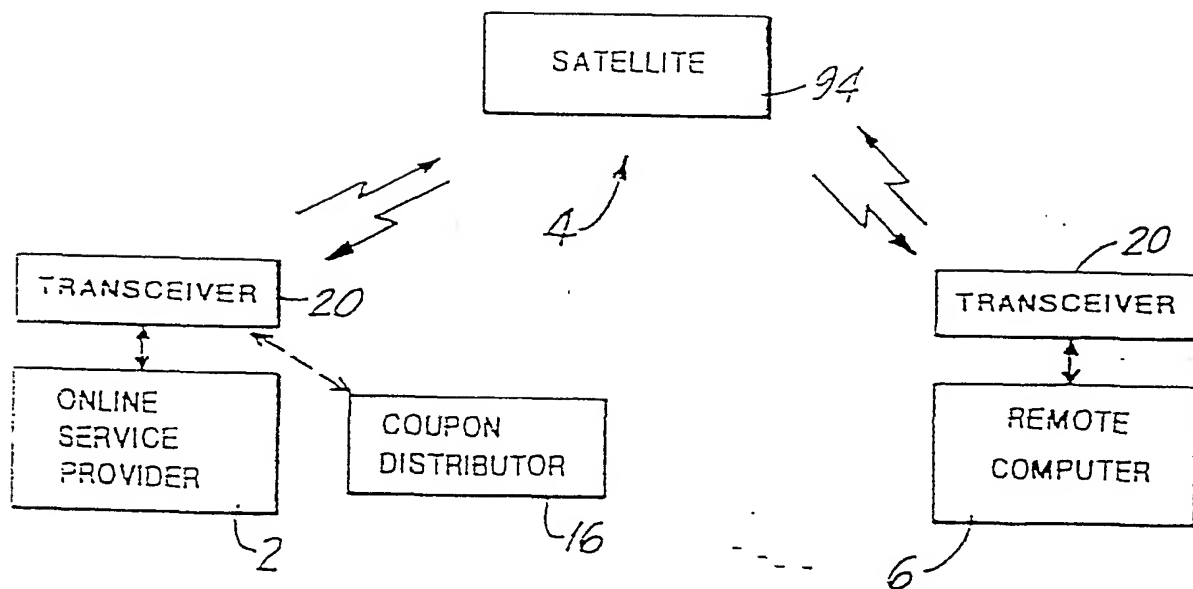 SATELLITE
94
4
TRANSCEIVER
20
20
TRANSCEIVER
ONLINE
SERVICE
PROVIDER
2
COUPON
DISTRIBUTOR
16
REMOTE
COMPUTER
6